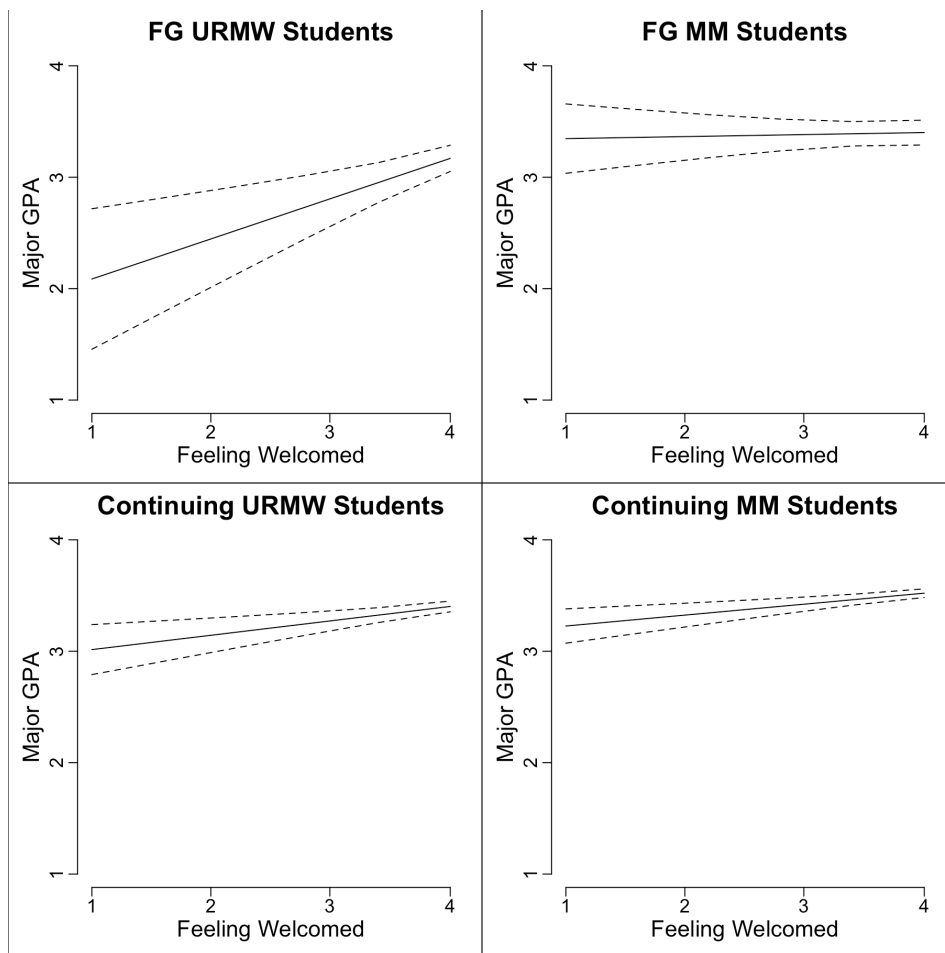 FG URMW Students
4
3
2
1
Major GPA
1 2 3 4
Feeling Welcomed
FG MM Students
4
3
2
1
Major GPA
1 2 3 4
Feeling Welcomed
Continuing URMW Students
4
3
2
1
Major GPA
1 2 3 4
Feeling Welcomed
Continuing MM Students
4
3
2
1
Major GPA
1 2 3 4
Feeling Welcomed